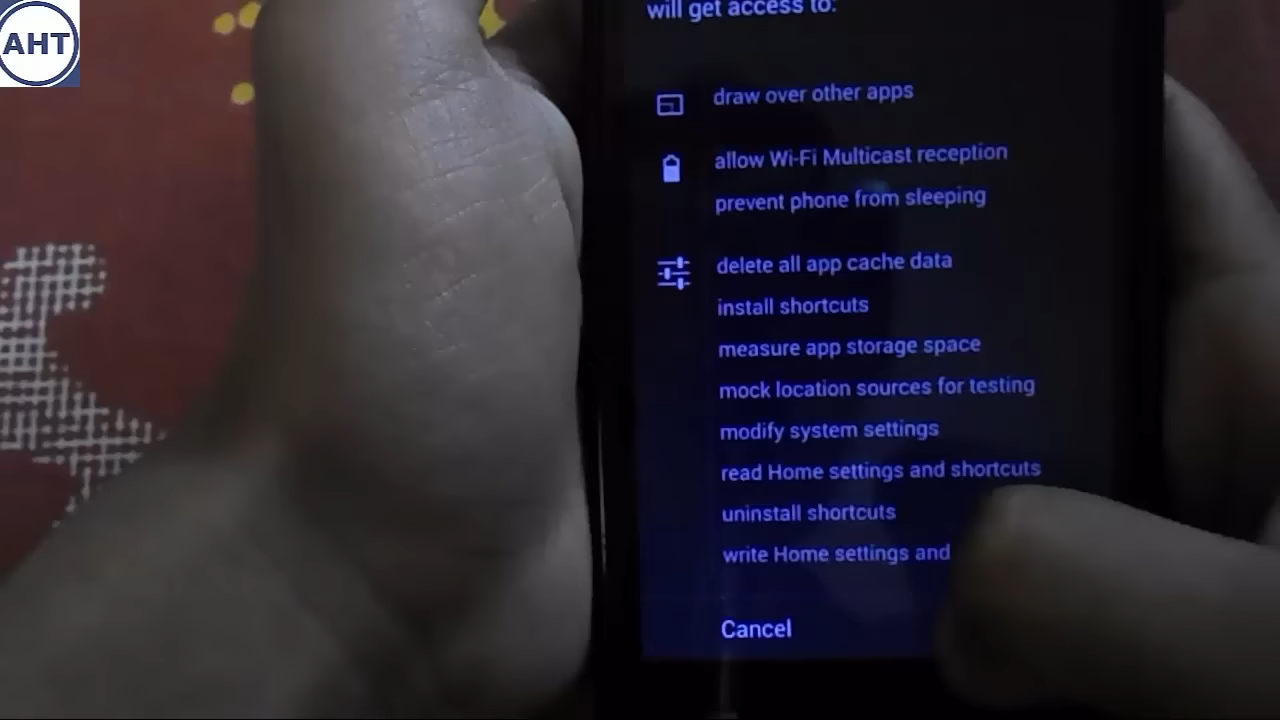 AHT
will get access to:
draw over other apps
allow Wi-Fi Multicast reception
prevent phone from sleeping
delete all app cache data
install shortcuts
measure app storage space
mock location sources for testing
modify system settings
read Home settings and shortcuts
uninstall shortcuts
write Home settings and
Cancel